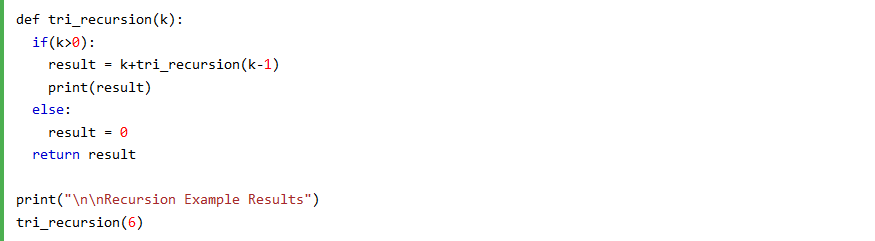 def tri_recursion(k):
  if(k>0):
    result = k+tri_recursion(k-1)
    print(result)
  else:
    result = 0
  return result

print("\n\nRecursion Example Results")
tri_recursion(6)